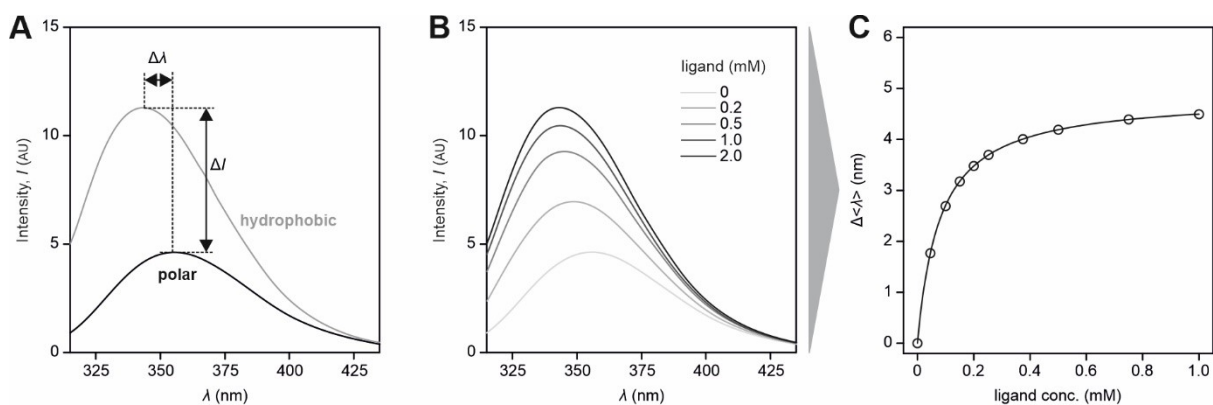 A
15
10
5
0
Intensity, I (AU)
Δλ
ΔI
hydrophobic
polar
325 350 375 400 425
λ (nm)
B
15
10
5
0
Intensity, I (AU)
ligand (mM)
0
0.2
0.5
1.0
2.0
325 350 375 400 425
λ (nm)
C
6
5
4
3
2
1
0
Δ<λ> (nm)
0 0.2 0.4 0.6 0.8 1.0
ligand conc. (mM)